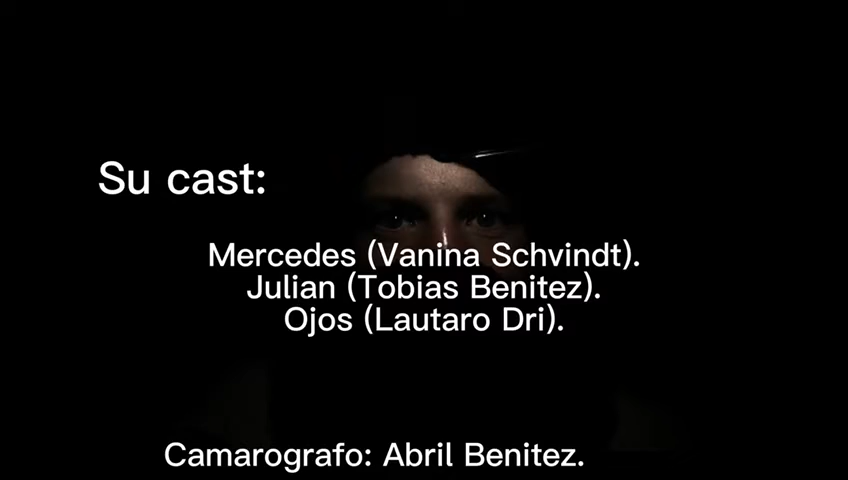 Su cast:
Mercedes (Vanina Schvindt).
Julian (Tobias Benitez).
Ojos (Lautaro Dri).
Camarografo: Abril Benitez.